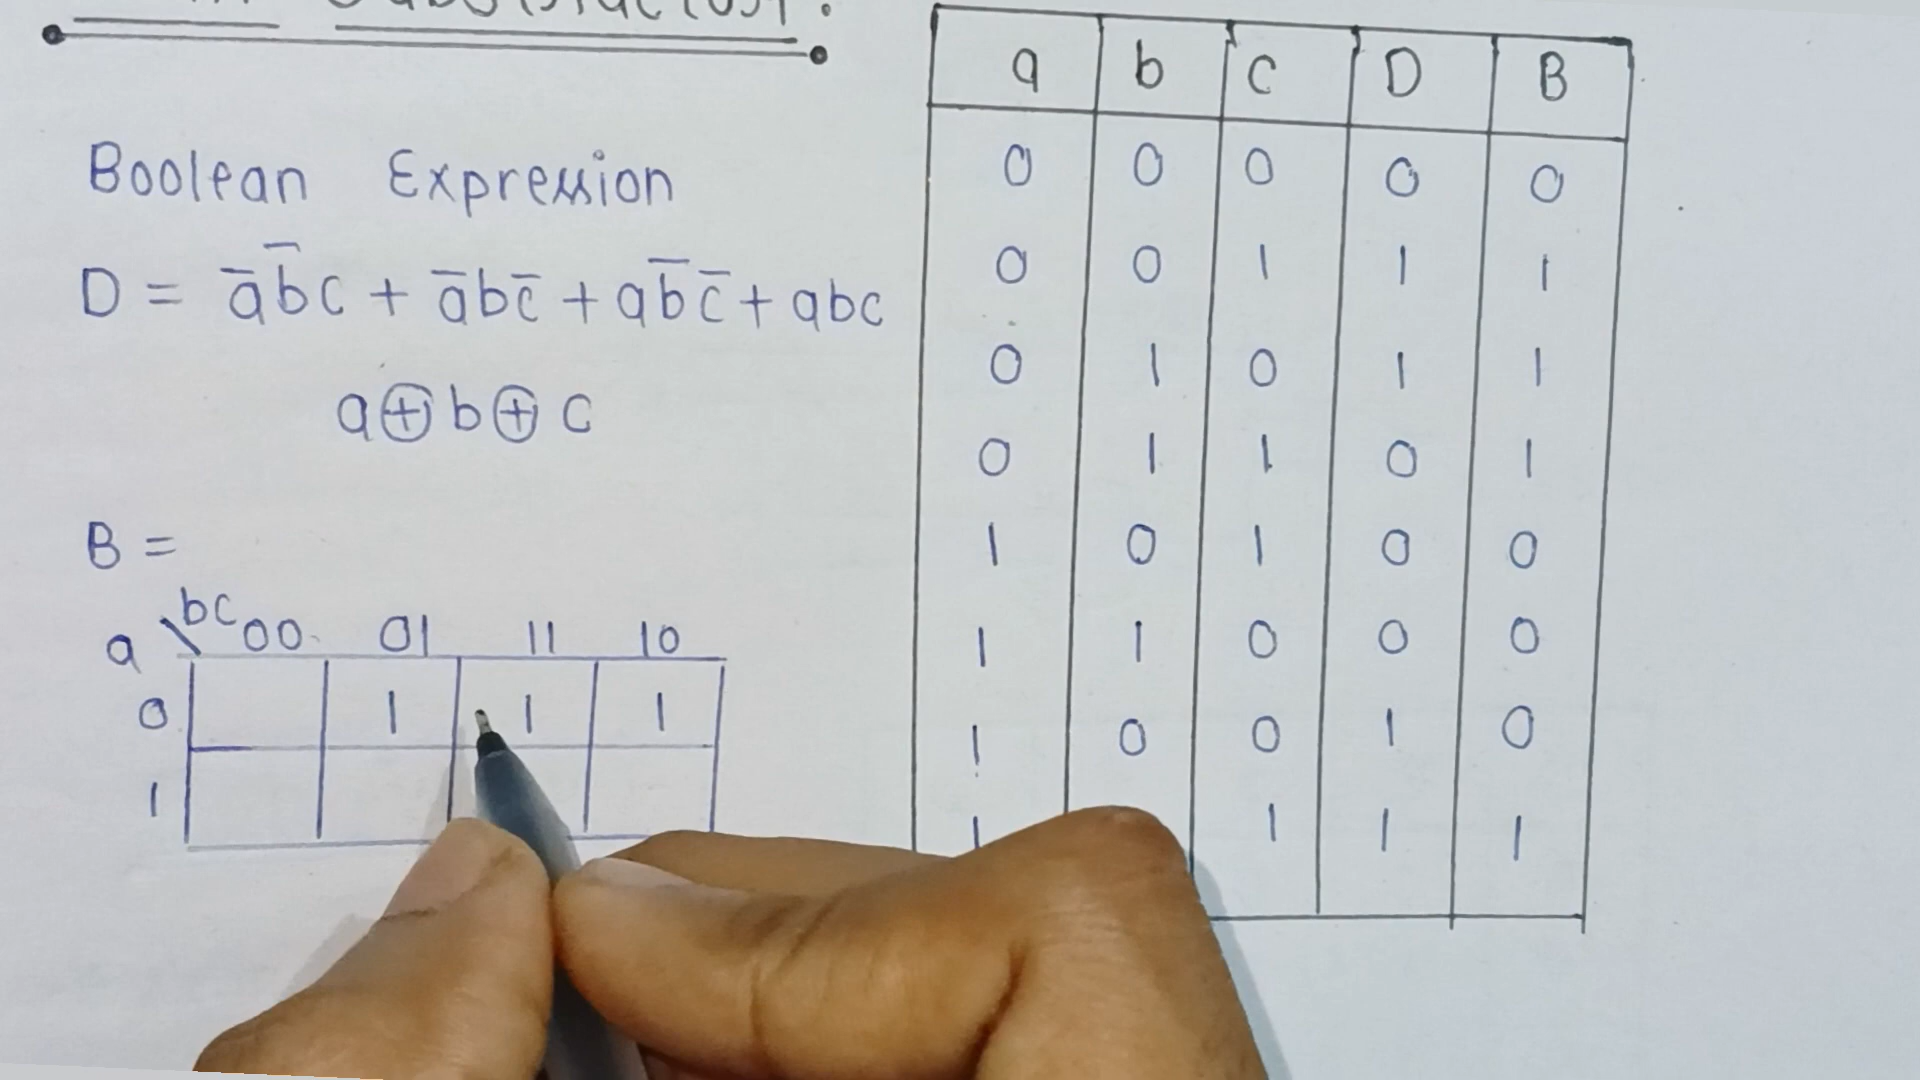 Boolean Expression
D = a̅b̅c + a̅bc̅ + ab̅c̅ + abc
a⊕b⊕c
B =
a \ bc 00 01 11 10
0 1 1 1
1
a b c D B
0 0 0 0 0
0 0 1 1 1
0 1 0 1 1
0 1 1 0 1
1 0 1 0 0
1 1 0 0 0
1 0 0 1 0
1 1 1 1